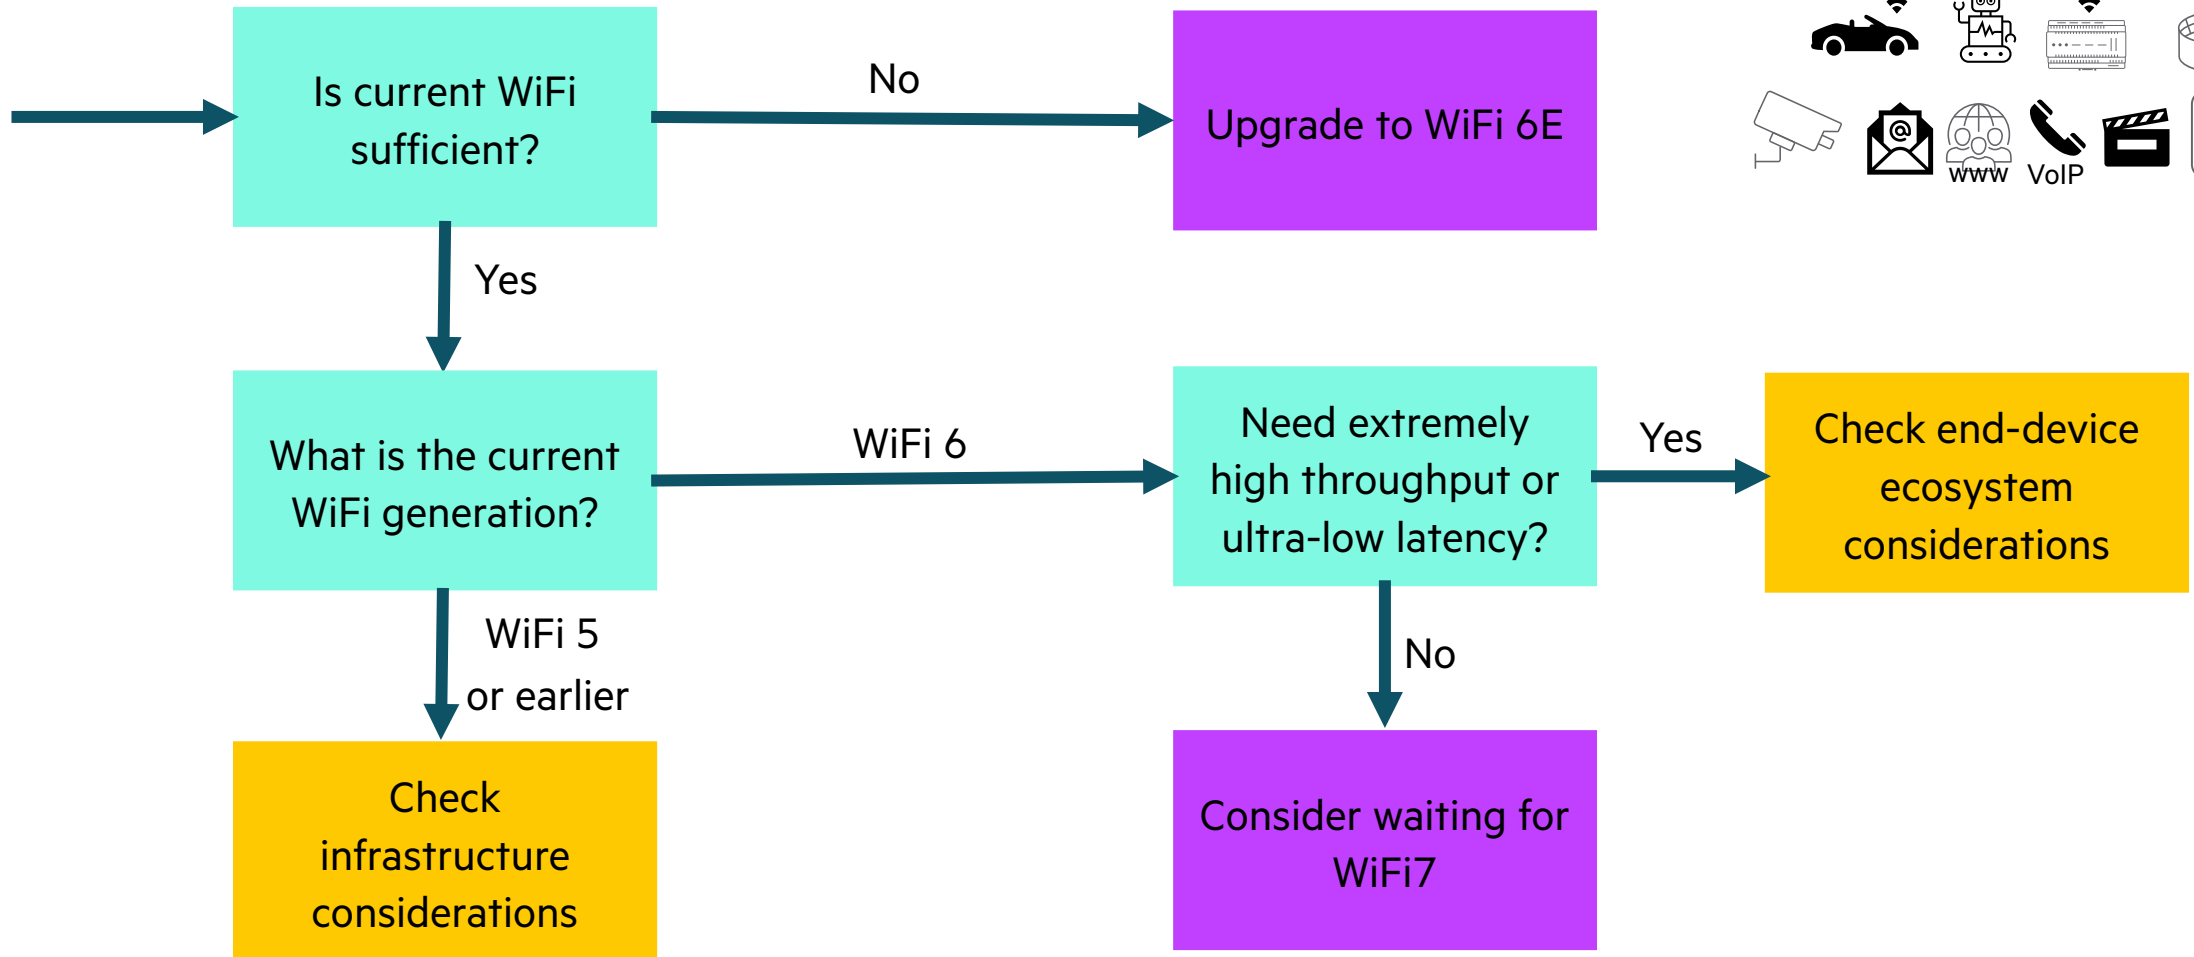 Is current WiFi
sufficient?
No
Upgrade to WiFi 6E
@
www
VoIP
Yes
What is the current
WiFi generation?
WiFi 6
Need extremely
high throughput or
ultra-low latency?
Yes
Check end-device
ecosystem
considerations
WiFi 5
or earlier
No
Check
infrastructure
considerations
Consider waiting for
WiFi7